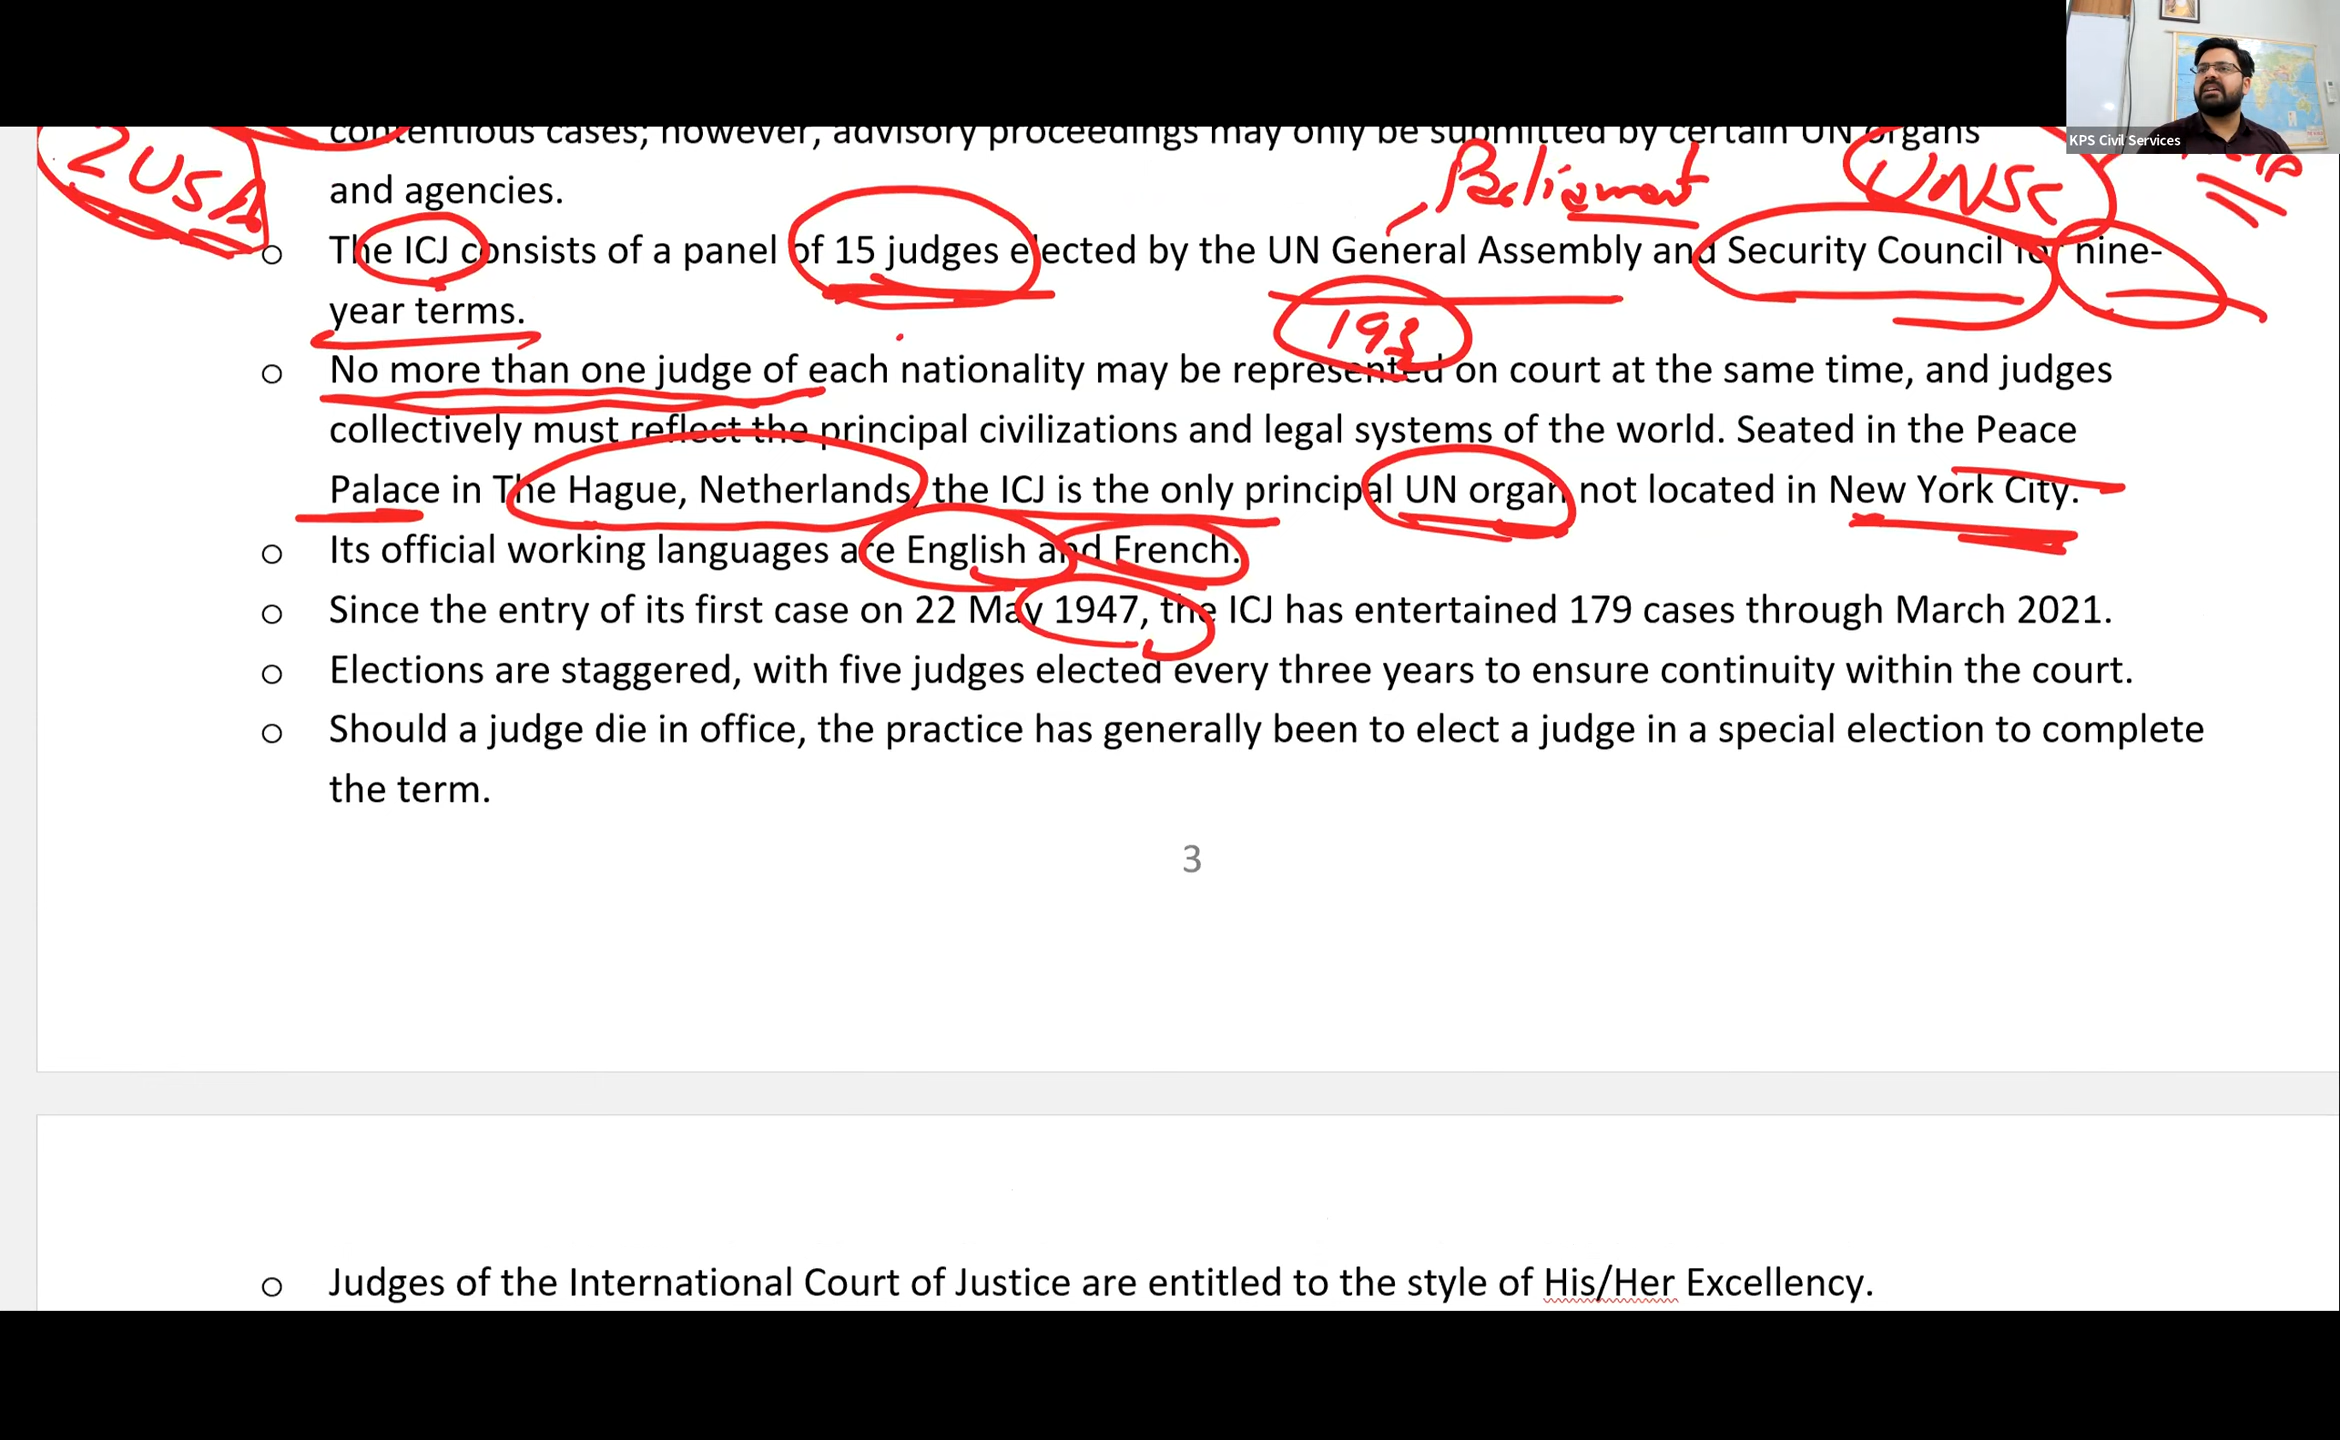 KPS Civil Services
contentious cases; however, advisory proceedings may only be submitted by certain UN organs
2 USA
Parliament
UNSC
and agencies.
o The ICJ consists of a panel of 15 judges elected by the UN General Assembly and Security Council for nine-
year terms.
193
o No more than one judge of each nationality may be represented on court at the same time, and judges
collectively must reflect the principal civilizations and legal systems of the world. Seated in the Peace
Palace in The Hague, Netherlands, the ICJ is the only principal UN organ not located in New York City.
o Its official working languages are English and French.
o Since the entry of its first case on 22 May 1947, the ICJ has entertained 179 cases through March 2021.
o Elections are staggered, with five judges elected every three years to ensure continuity within the court.
o Should a judge die in office, the practice has generally been to elect a judge in a special election to complete
the term.
3
o Judges of the International Court of Justice are entitled to the style of His/Her Excellency.